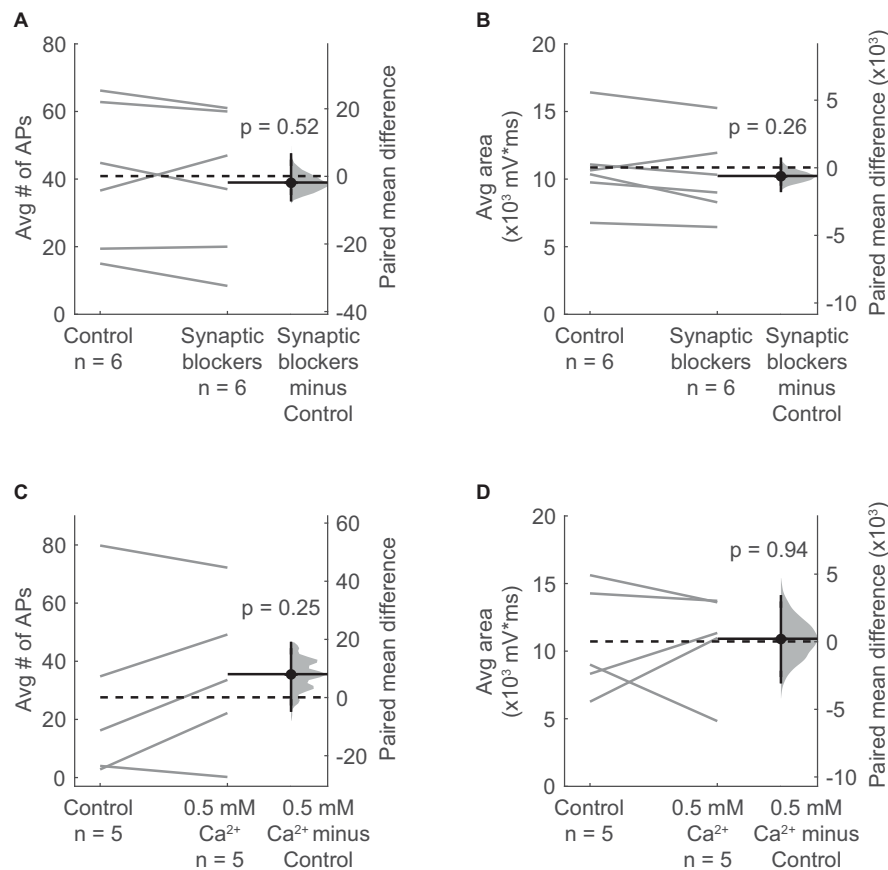 A
Avg # of APs
80
60
40
20
0
p = 0.52
20
0
-20
-40
Paired mean difference
Control
n = 6
Synaptic
blockers
n = 6
Synaptic
blockers
minus
Control
B
Avg area
(x10³ mV*ms)
20
15
10
5
0
p = 0.26
5
0
-5
-10
Paired mean difference (x10³)
Control
n = 6
Synaptic
blockers
n = 6
Synaptic
blockers
minus
Control
C
Avg # of APs
80
60
40
20
0
p = 0.25
60
40
20
0
-20
Paired mean difference
Control
n = 5
0.5 mM
Ca²⁺
n = 5
0.5 mM
Ca²⁺ minus
Control
D
Avg area
(x10³ mV*ms)
20
15
10
5
0
p = 0.94
5
0
-5
-10
Paired mean difference (x10³)
Control
n = 5
0.5 mM
Ca²⁺
n = 5
0.5 mM
Ca²⁺ minus
Control